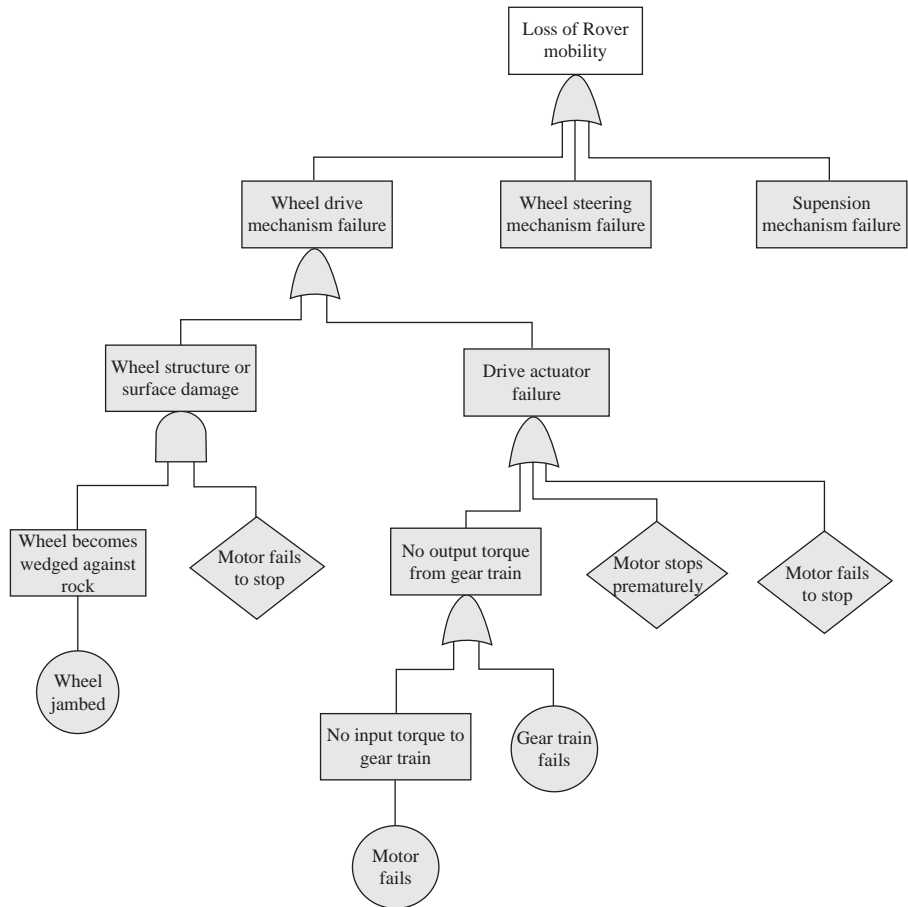 Loss of Rover
mobility
Wheel drive
mechanism failure
Wheel steering
mechanism failure
Supension
mechanism failure
Wheel structure or
surface damage
Drive actuator
failure
Wheel becomes
wedged against
rock
Motor fails
to stop
No output torque
from gear train
Motor stops
prematurely
Motor fails
to stop
Wheel
jambed
No input torque to
gear train
Gear train
fails
Motor
fails